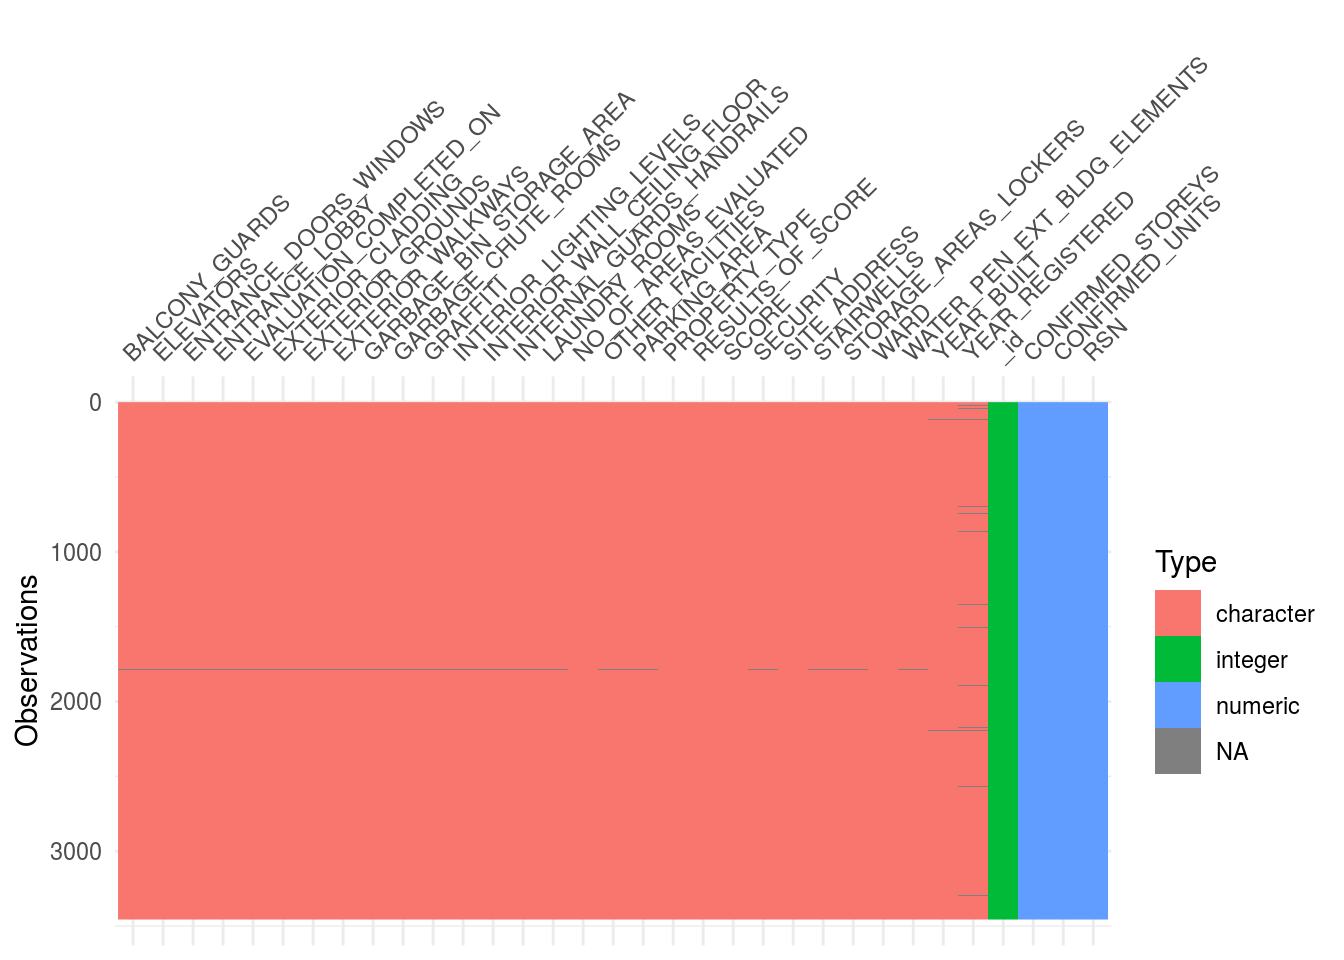 BALCONY_GUARDS
ELEVATORS
ENTRANCE_DOORS_WINDOWS
ENTRANCE_LOBBY
EVALUATION_COMPLETED_ON
EXTERIOR_CLADDING
EXTERIOR_GROUNDS
EXTERIOR_WALKWAYS
GARBAGE_BIN_STORAGE_AREA
GARBAGE_CHUTE_ROOMS
GRAFFITI
INTERIOR_LIGHTING_LEVELS
INTERIOR_WALL_CEILING_FLOOR
INTERNAL_GUARDS_HANDRAILS
LAUNDRY_ROOMS
NO_OF_AREAS_EVALUATED
OTHER_FACILITIES
PARKING_AREA
PROPERTY_TYPE
RESULTS_OF_SCORE
SCORE
SECURITY
SITE_ADDRESS
STAIRWELLS
STORAGE_AREAS_LOCKERS
WARD
WATER_PEN_EXT_BLDG_ELEMENTS
YEAR_BUILT
YEAR_REGISTERED
_id
CONFIRMED_STOREYS
CONFIRMED_UNITS
RSN
0
1000
2000
3000
Observations
Type
character
integer
numeric
NA